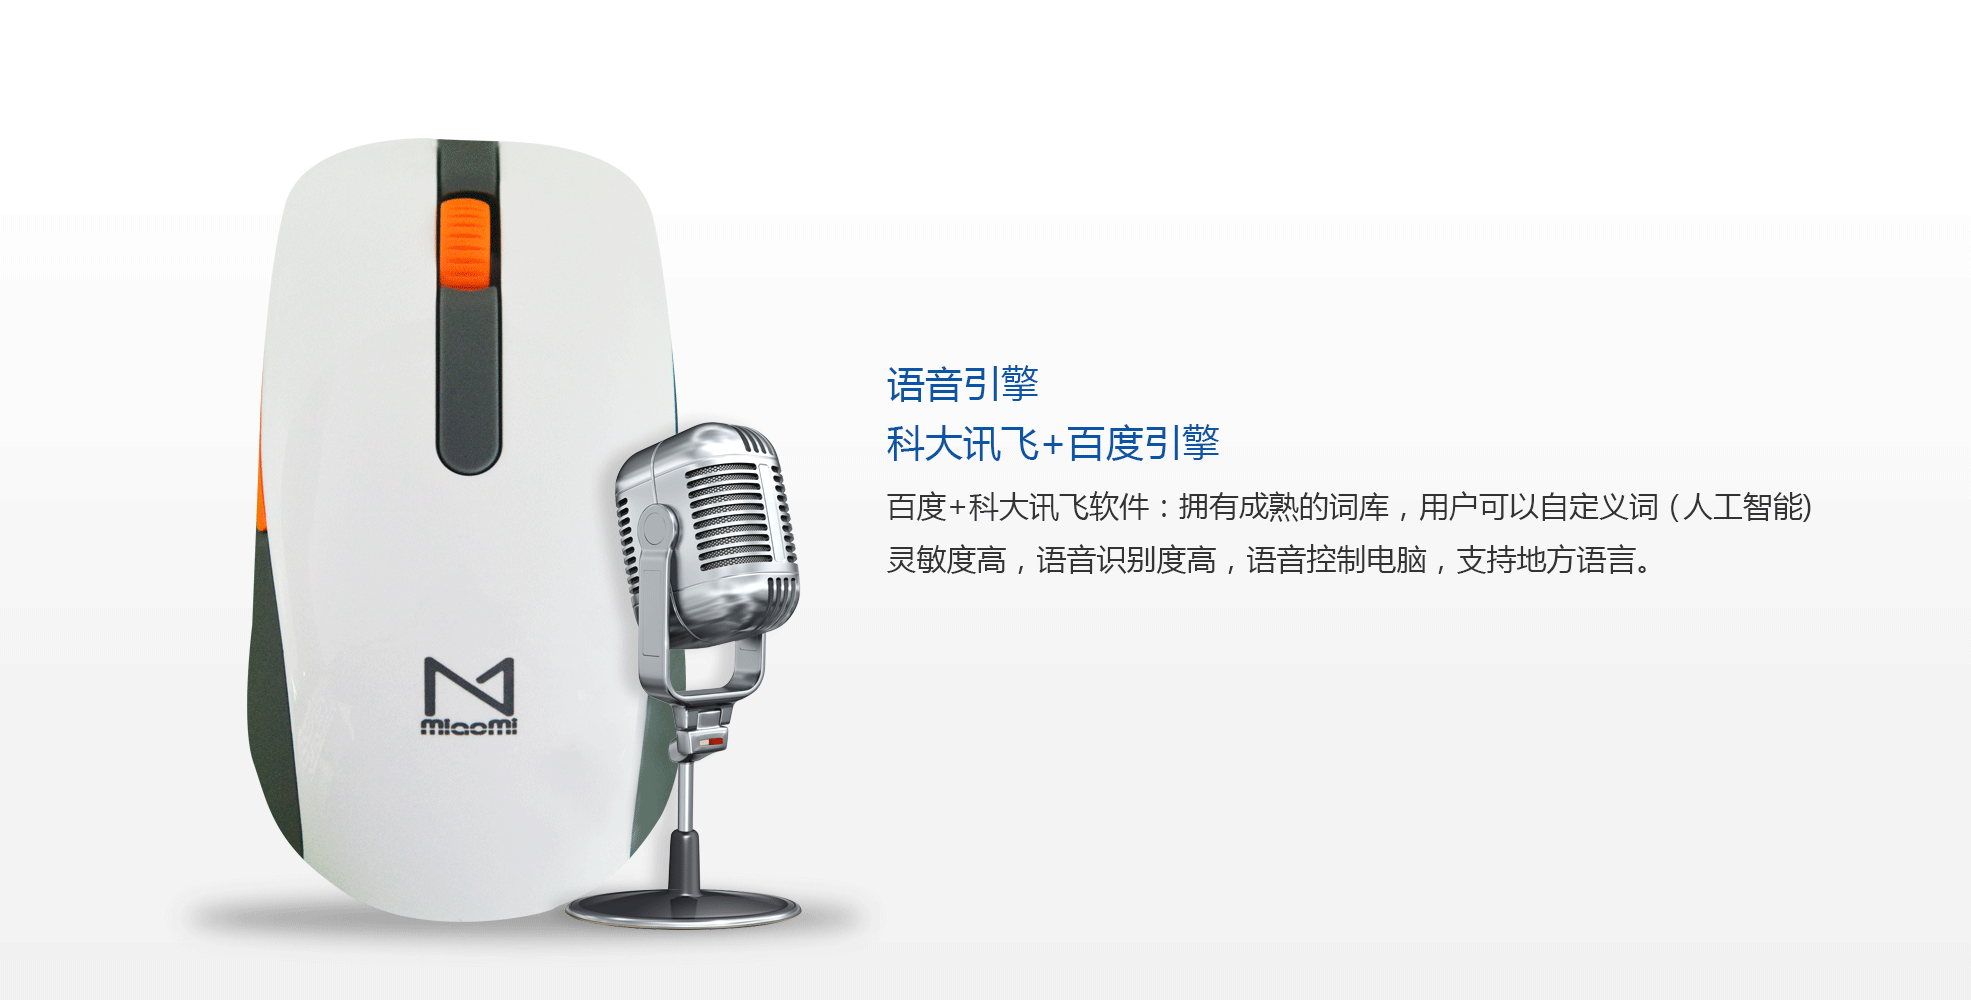 语音引擎
科大讯飞+百度引擎
百度+科大讯飞软件：拥有成熟的词库，用户可以自定义词（人工智能)
灵敏度高，语音识别度高，语音控制电脑，支持地方语言。
MIaoMI